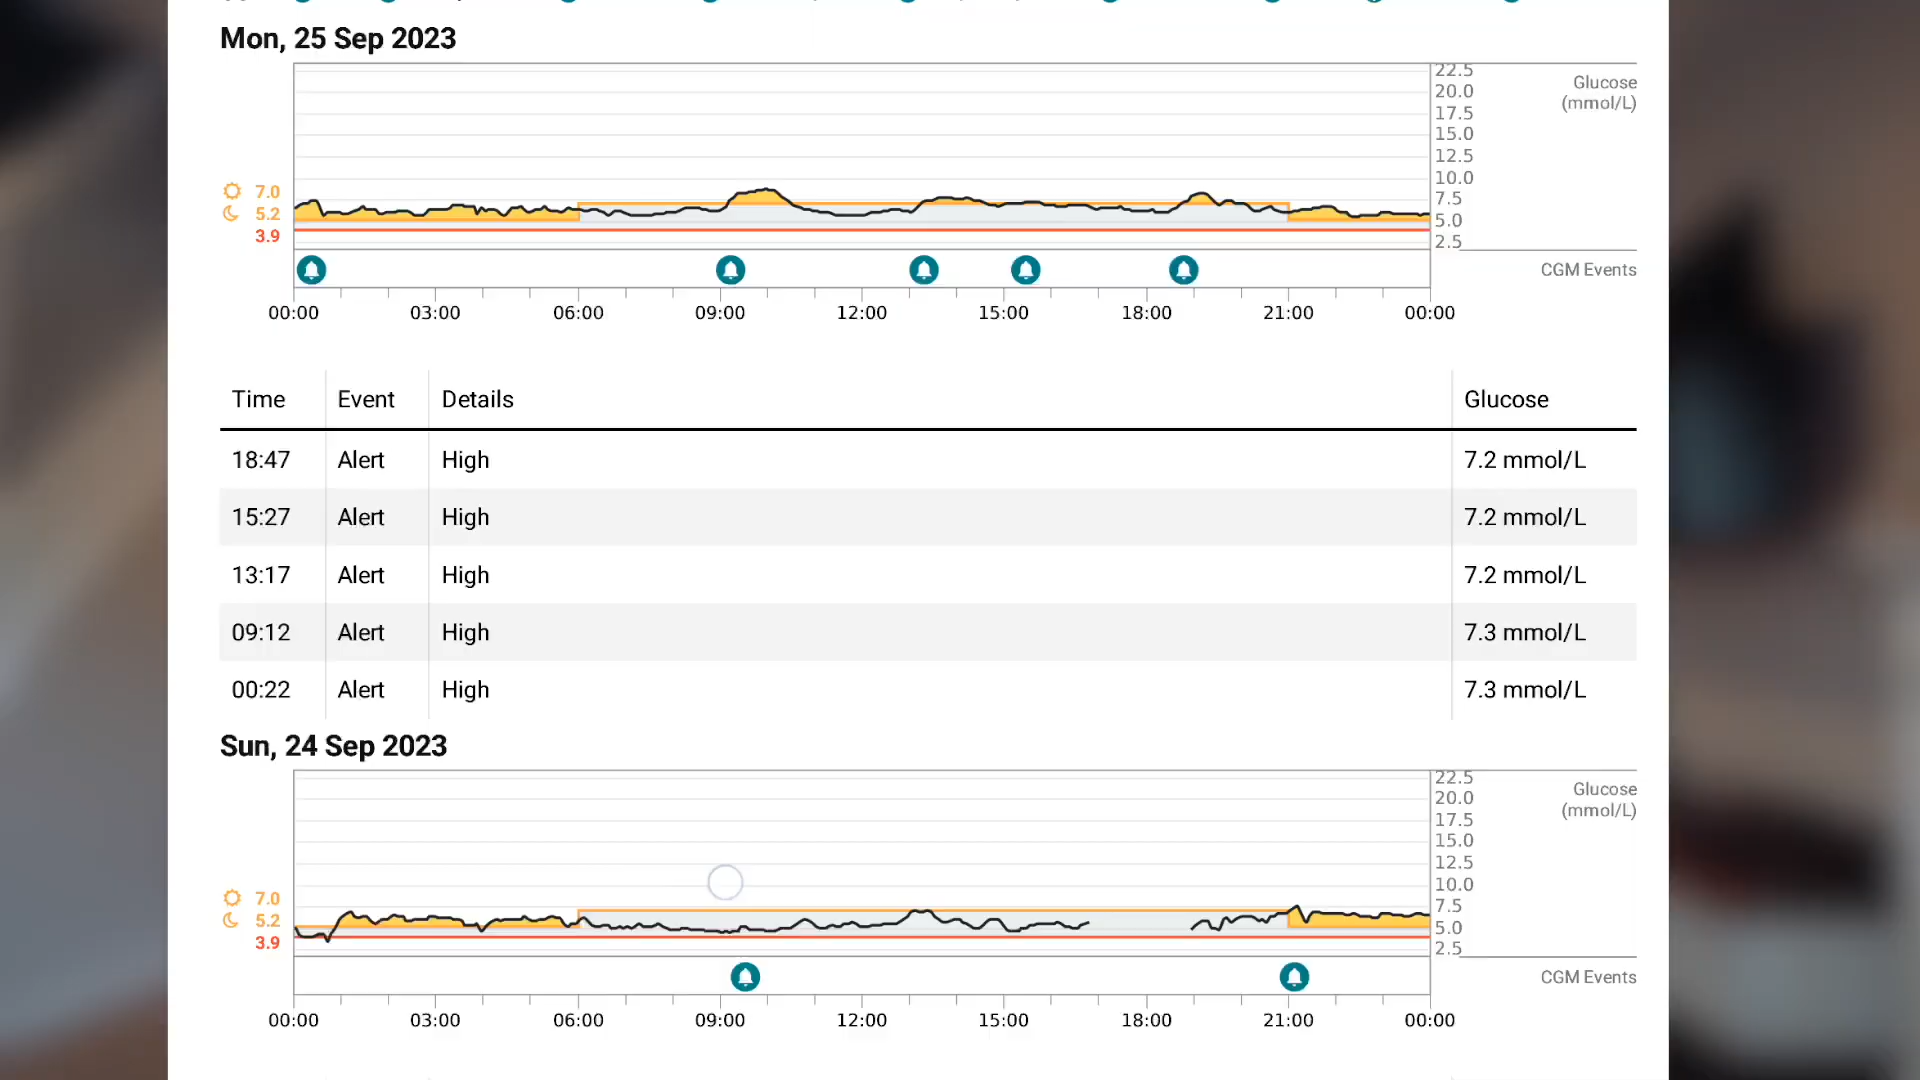 Mon, 25 Sep 2023
22.5
20.0
17.5
15.0
12.5
10.0
7.5
5.0
2.5
Glucose
(mmol/L)
7.0
5.2
3.9
CGM Events
00:00 03:00 06:00 09:00 12:00 15:00 18:00 21:00 00:00
Time Event Details Glucose
18:47 Alert High 7.2 mmol/L
15:27 Alert High 7.2 mmol/L
13:17 Alert High 7.2 mmol/L
09:12 Alert High 7.3 mmol/L
00:22 Alert High 7.3 mmol/L
Sun, 24 Sep 2023
22.5
20.0
17.5
15.0
12.5
10.0
7.5
5.0
2.5
Glucose
(mmol/L)
7.0
5.2
3.9
CGM Events
00:00 03:00 06:00 09:00 12:00 15:00 18:00 21:00 00:00